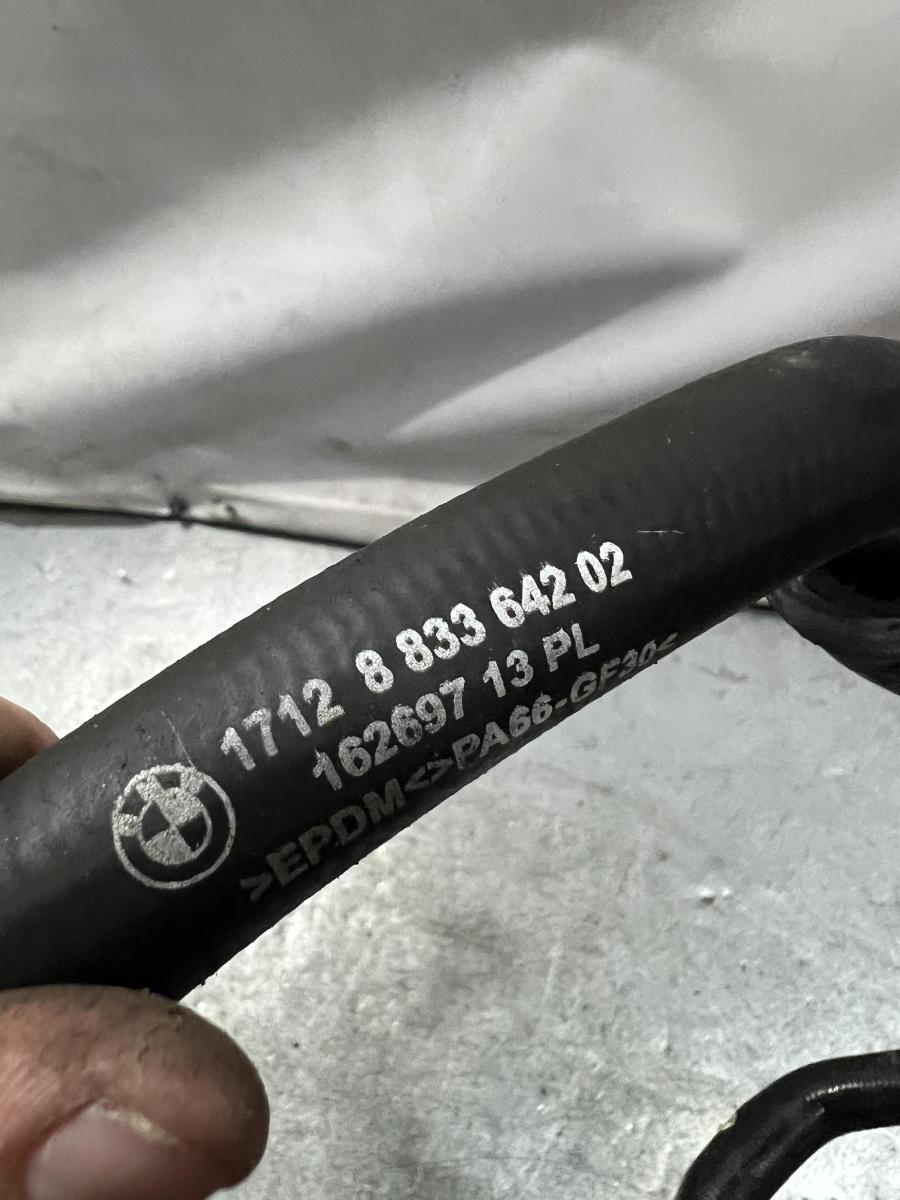 1712 8 833 642 02
162697 13 PL
>EPDM<>PA66-GF30<